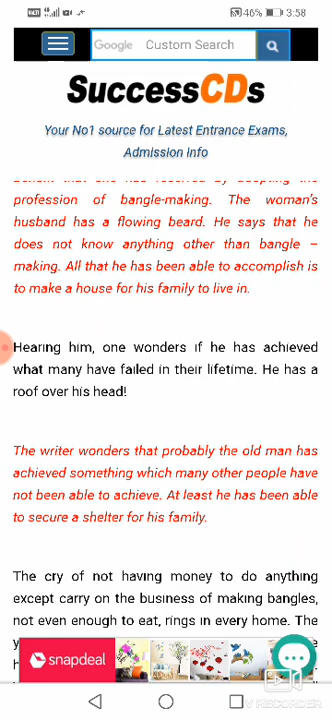 46% 3:58
Google Custom Search
SuccessCDs
Your No1 source for Latest Entrance Exams,
Admission Info
profession of bangle-making. The woman's
husband has a flowing beard. He says that he
does not know anything other than bangle –
making. All that he has been able to accomplish is
to make a house for his family to live in.
Hearing him, one wonders if he has achieved
what many have failed in their lifetime. He has a
roof over his head!
The writer wonders that probably the old man has
achieved something which many other people have
not been able to achieve. At least he has been able
to secure a shelter for his family.
The cry of not having money to do anything
except carry on the business of making bangles,
not even enough to eat, rings in every home. The
snapdeal
V RECORDER